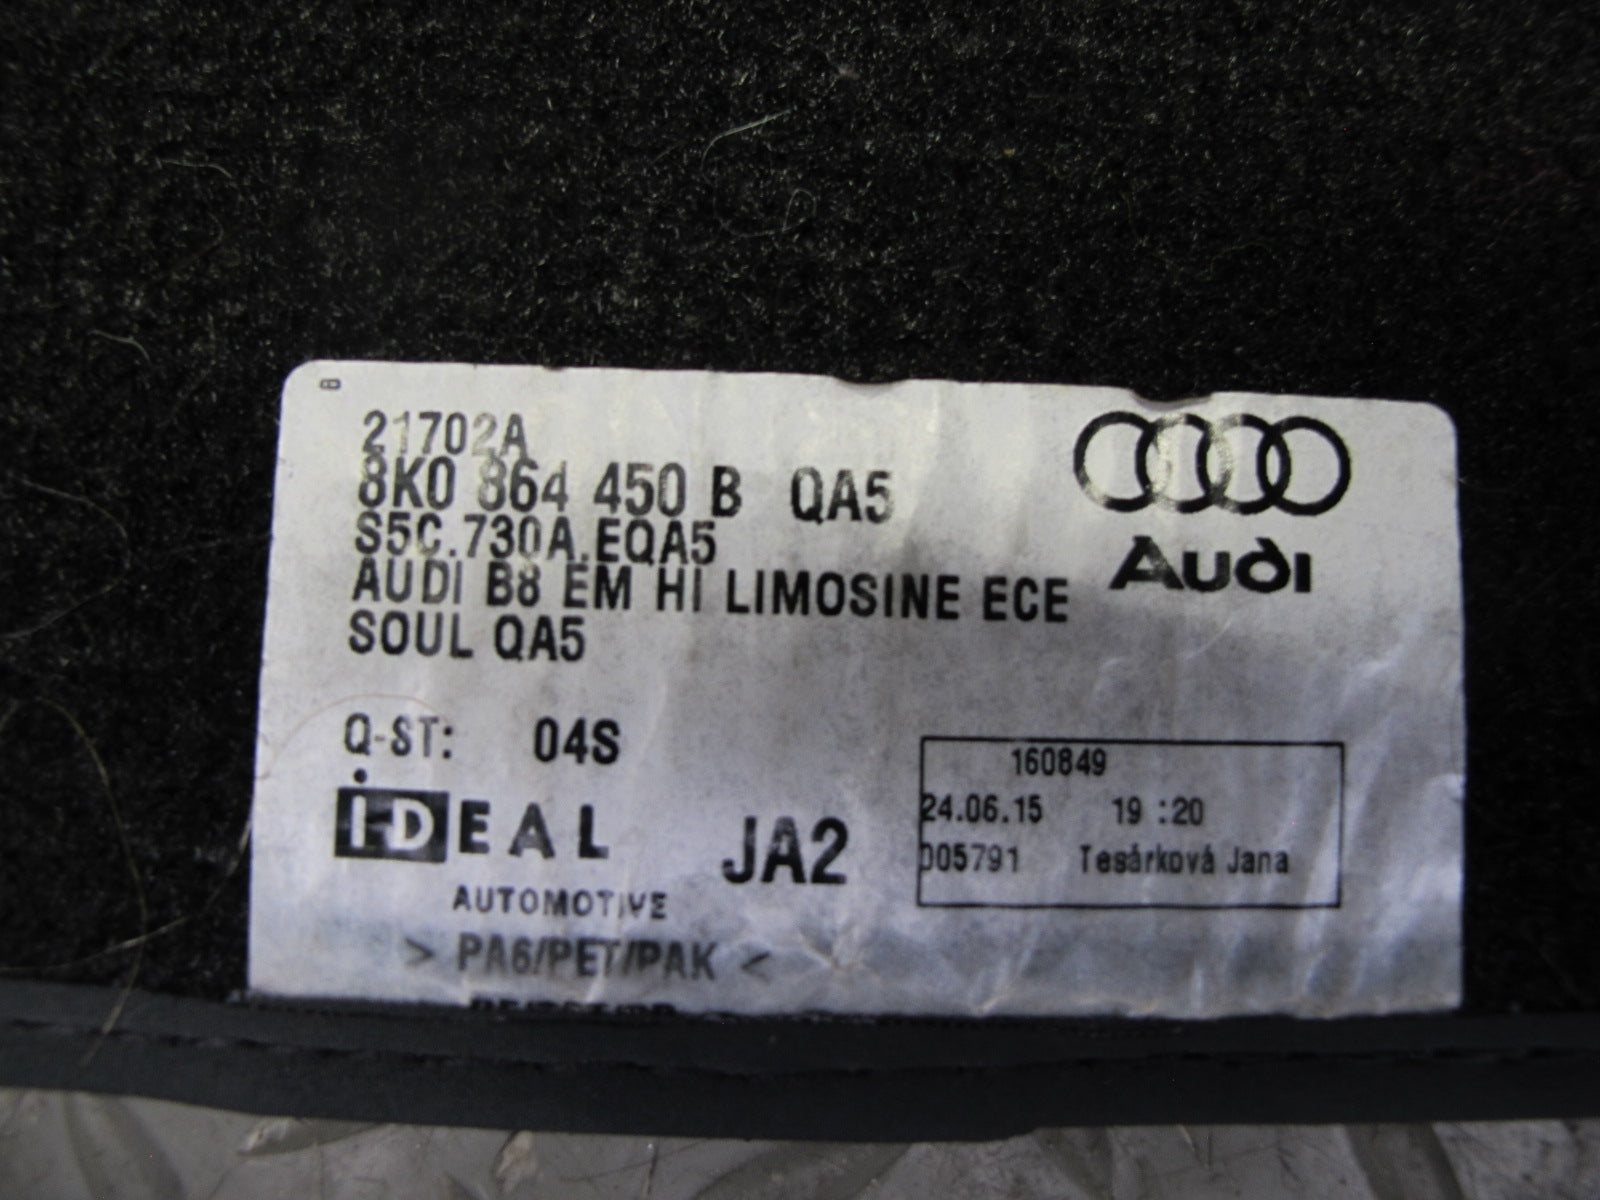 21702A
8K0 864 450 B QA5
S5C.730A.EQA5
AUDI B8 EM HI LIMOSINE ECE
SOUL QA5
Audi
Q-ST: 04S
iDEAL
AUTOMOTIVE
JA2
160849
24.06.15 19:20
005791 Tesárková Jana
> PA6/PET/PAK <